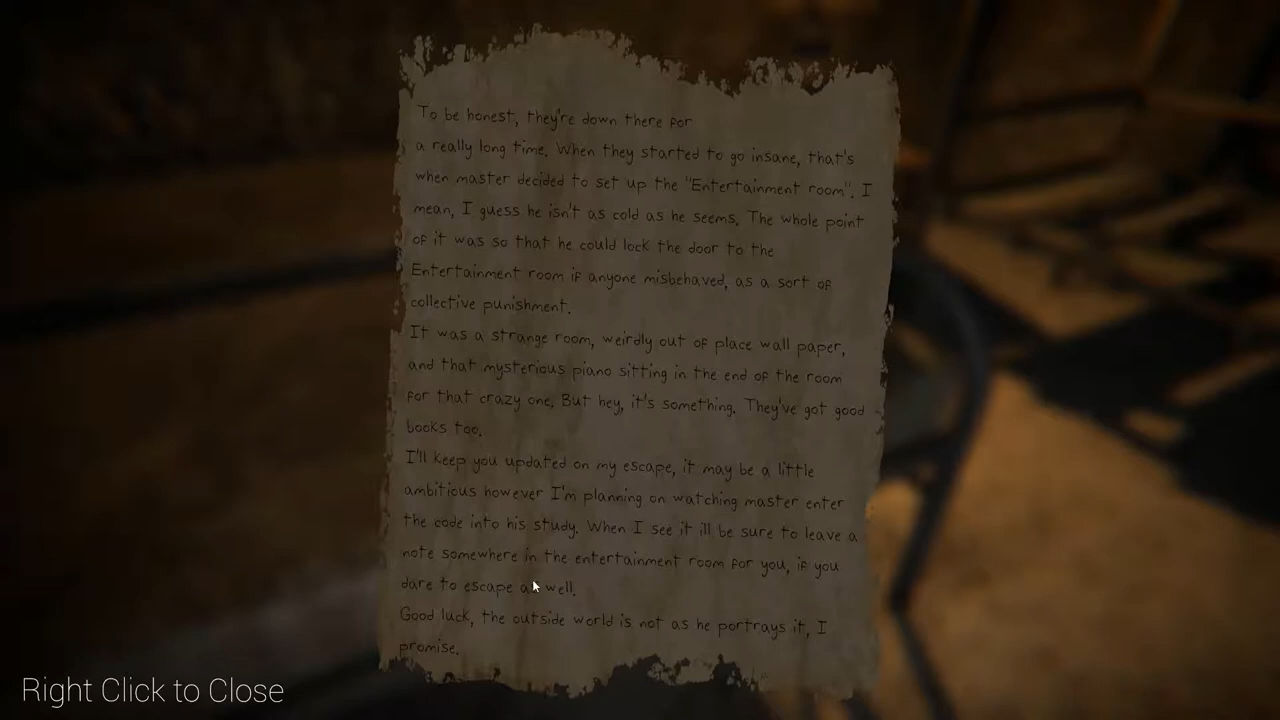 To be honest, they're down there for
a really long time. When they started to go insane, that's
when master decided to set up the "Entertainment room". I
mean, I guess he isn't as cold as he seems. The whole point
of it was so that he could lock the door to the
Entertainment room if anyone misbehaved, as a sort of
collective punishment.
It was a strange room, weirdly out of place wall paper,
and that mysterious piano sitting in the end of the room
for that crazy one. But hey, it's something. They've got good
books too.
I'll keep you updated on my escape, it may be a little
ambitious however I'm planning on watching master enter
the code into his study. When I see it ill be sure to leave a
note somewhere in the entertainment room for you, if you
dare to escape as well.
Good luck, the outside world is not as he portrays it, I
promise.
Right Click to Close